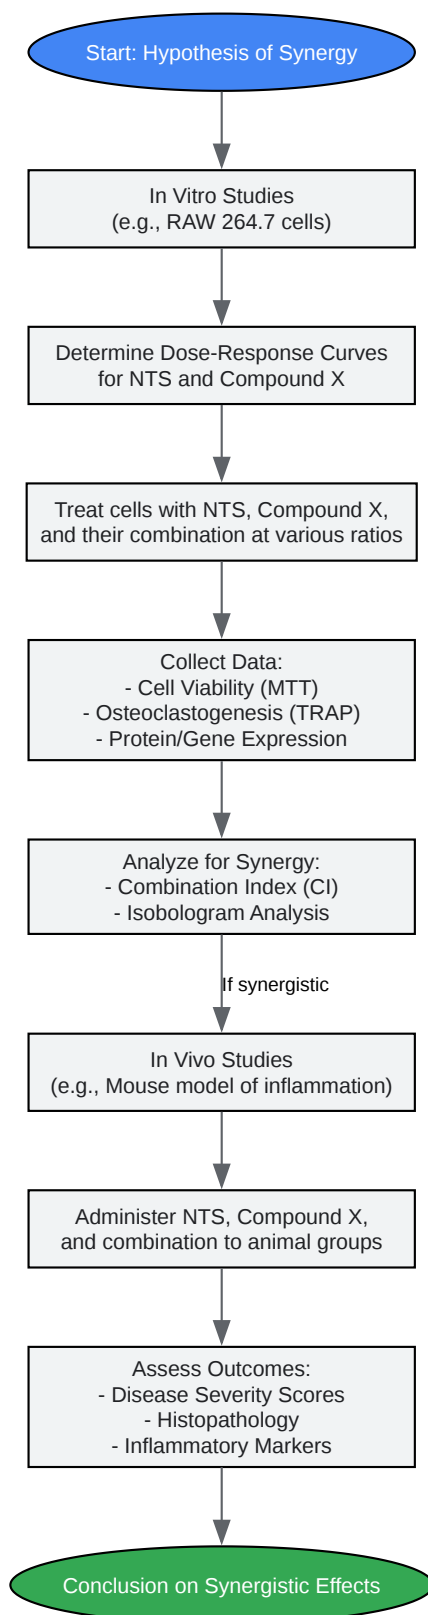 Start: Hypothesis of Synergy
In Vitro Studies
(e.g., RAW 264.7 cells)
Determine Dose-Response Curves
for NTS and Compound X
Treat cells with NTS, Compound X,
and their combination at various ratios
Collect Data:
- Cell Viability (MTT)
- Osteoclastogenesis (TRAP)
- Protein/Gene Expression
Analyze for Synergy:
- Combination Index (CI)
- Isobologram Analysis
If synergistic
In Vivo Studies
(e.g., Mouse model of inflammation)
Administer NTS, Compound X,
and combination to animal groups
Assess Outcomes:
- Disease Severity Scores
- Histopathology
- Inflammatory Markers
Conclusion on Synergistic Effects